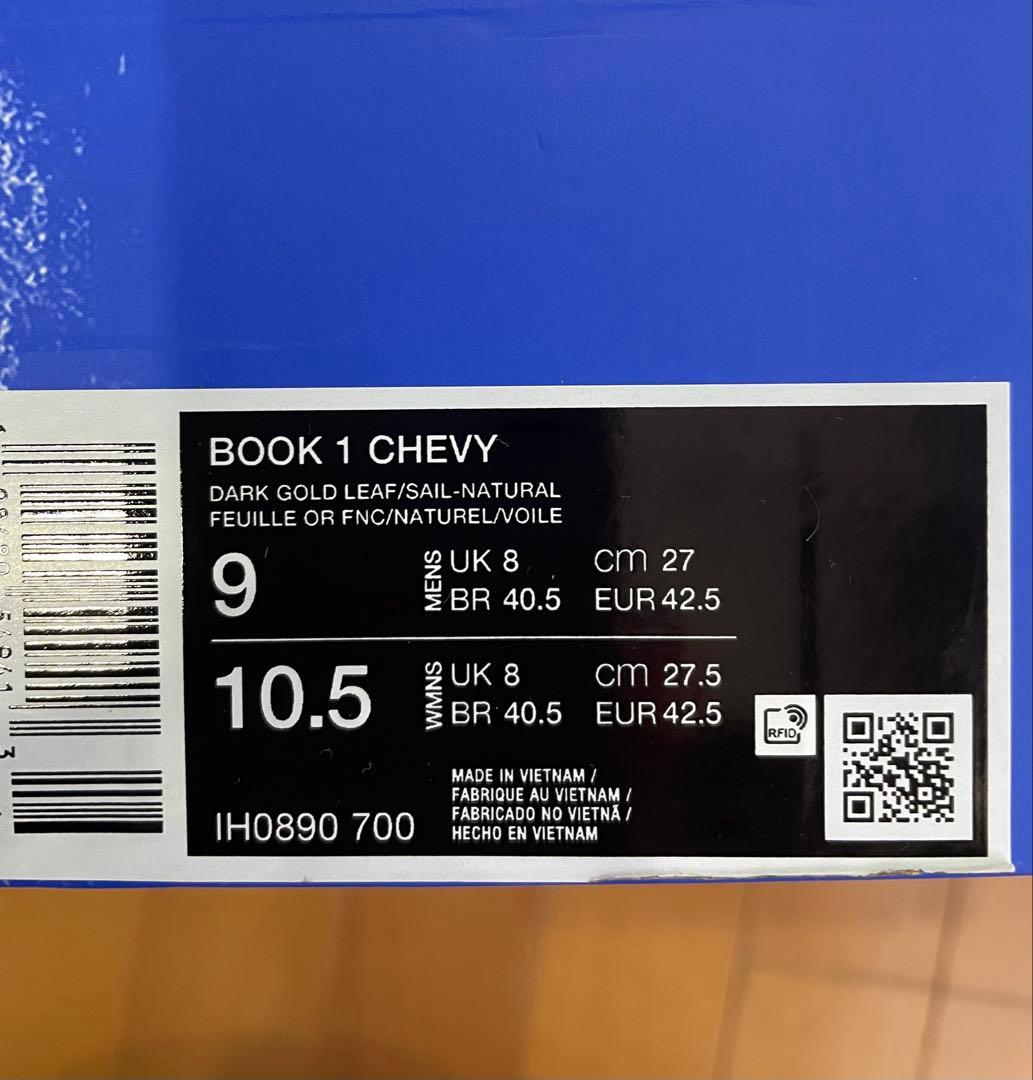 BOOK 1 CHEVY
DARK GOLD LEAF/SAIL-NATURAL
FEUILLE OR FNC/NATUREL/VOILE
9
MENS
UK 8 cm 27
BR 40.5 EUR 42.5
10.5
WMNS
UK 8 cm 27.5
BR 40.5 EUR 42.5
RFID
IH0890 700
MADE IN VIETNAM /
FABRIQUE AU VIETNAM /
FABRICADO NO VIETNÃ /
HECHO EN VIETNAM
3